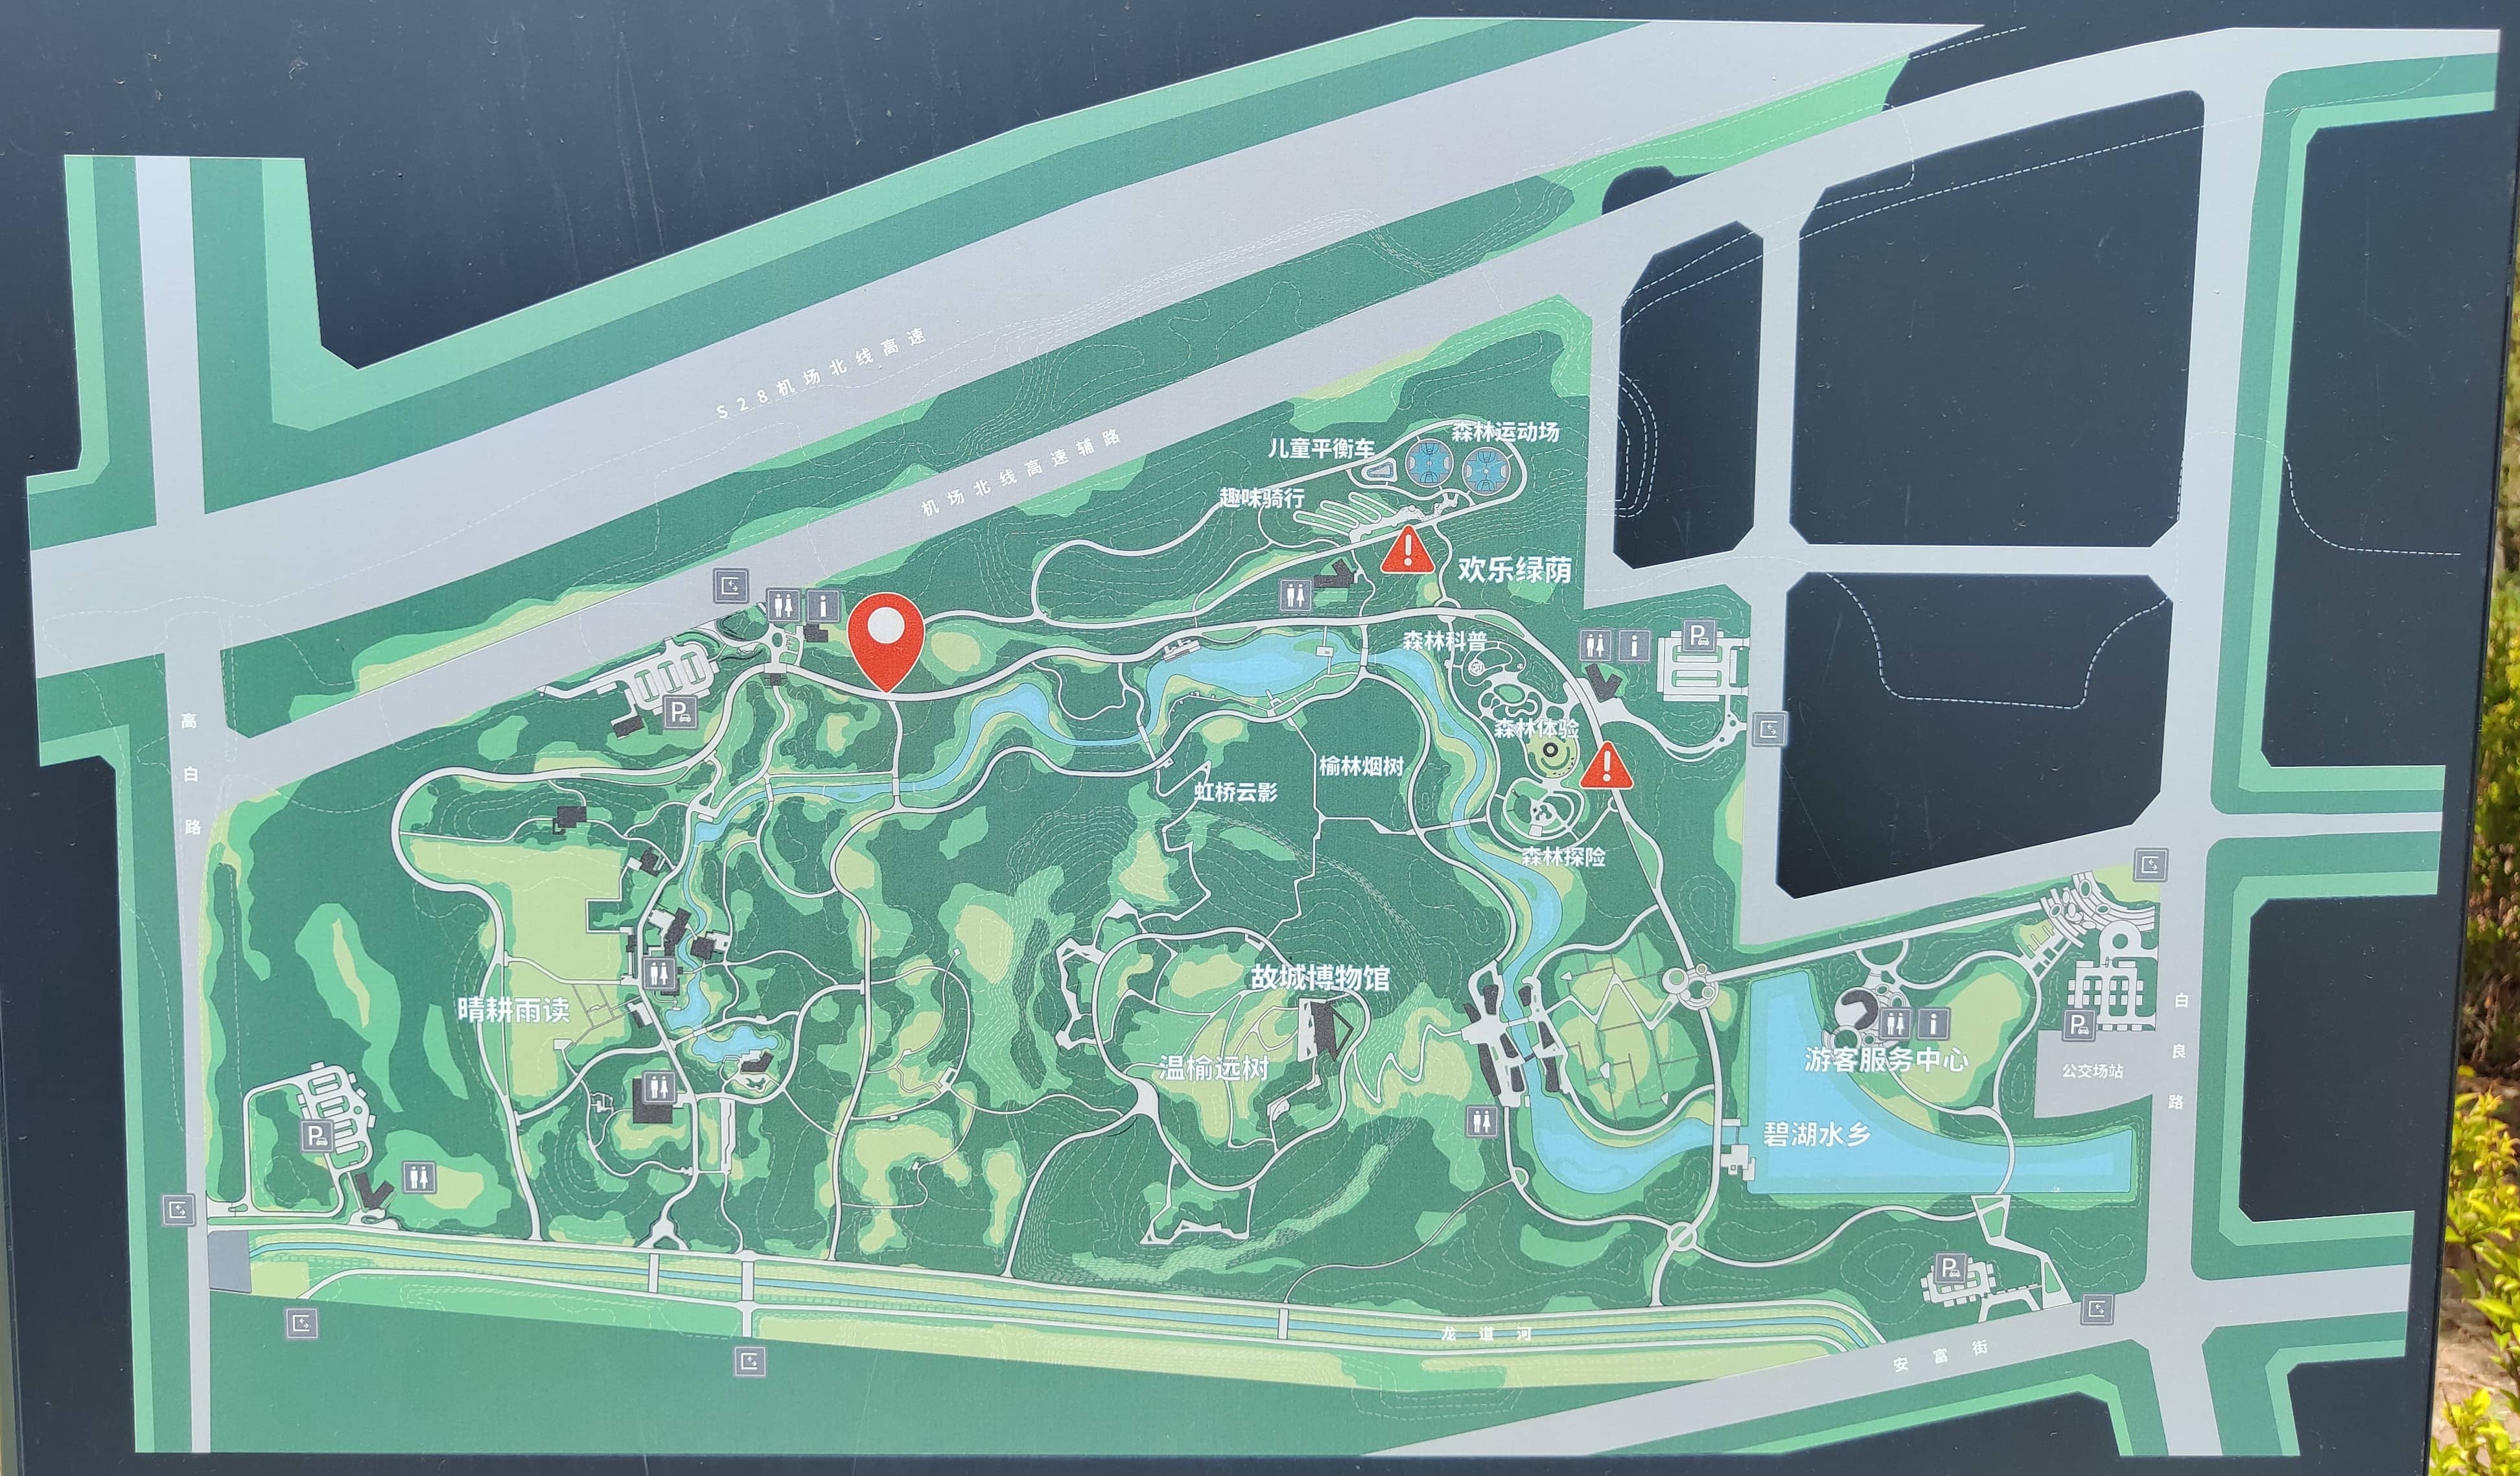 S28机场北线高速
机场北线高速辅路
儿童平衡车
森林运动场
趣味骑行
欢乐绿荫
i
森林科普
i
P
P
高白路
森林体验
榆林烟树
虹桥云影
森林探险
故城博物馆
晴耕雨读
温榆远树
i
P
游客服务中心
公交场站
白良路
碧湖水乡
P
P
龙道河
安富街